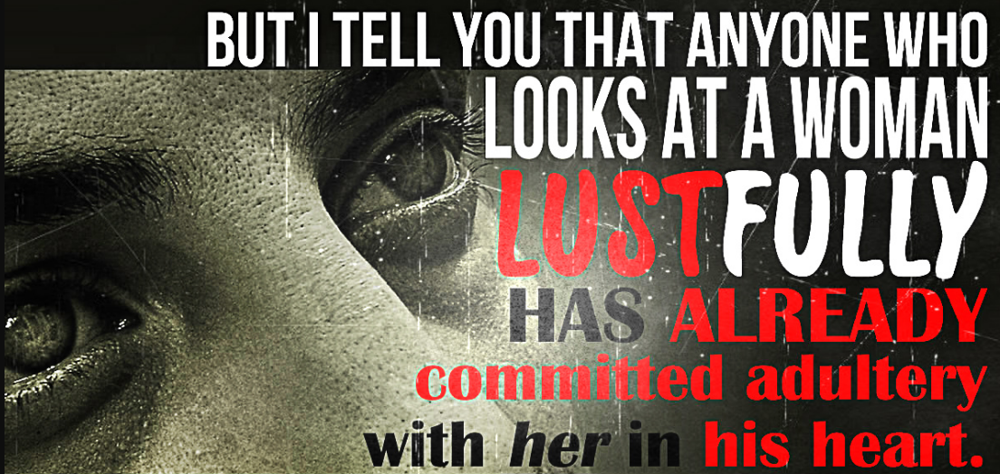 BUT I TELL YOU THAT ANYONE WHO
LOOKS AT A WOMAN
LUSTFULLY
HAS ALREADY
committed adultery
with her in his heart.